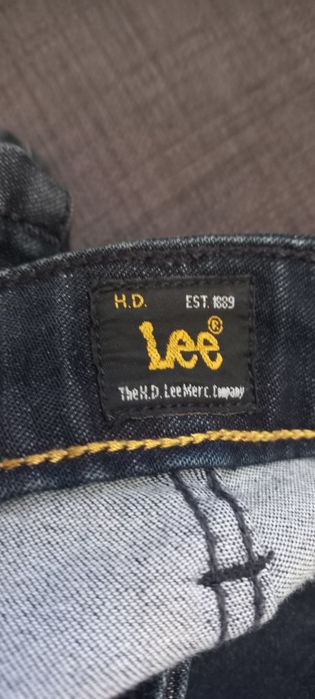 H.D. EST. 1889
Lee®
The H.D. Lee Merc. Company